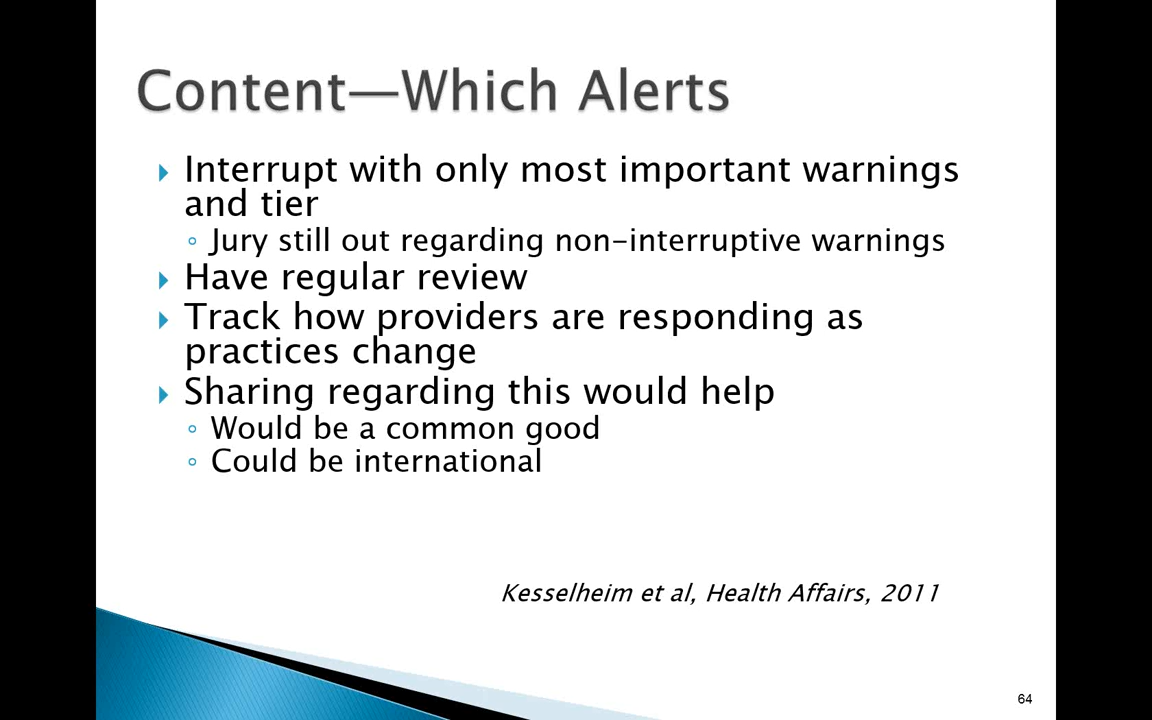 Content—Which Alerts
Interrupt with only most important warnings
and tier
Jury still out regarding non-interruptive warnings
Have regular review
Track how providers are responding as
practices change
Sharing regarding this would help
Would be a common good
Could be international
Kesselheim et al, Health Affairs, 2011
64